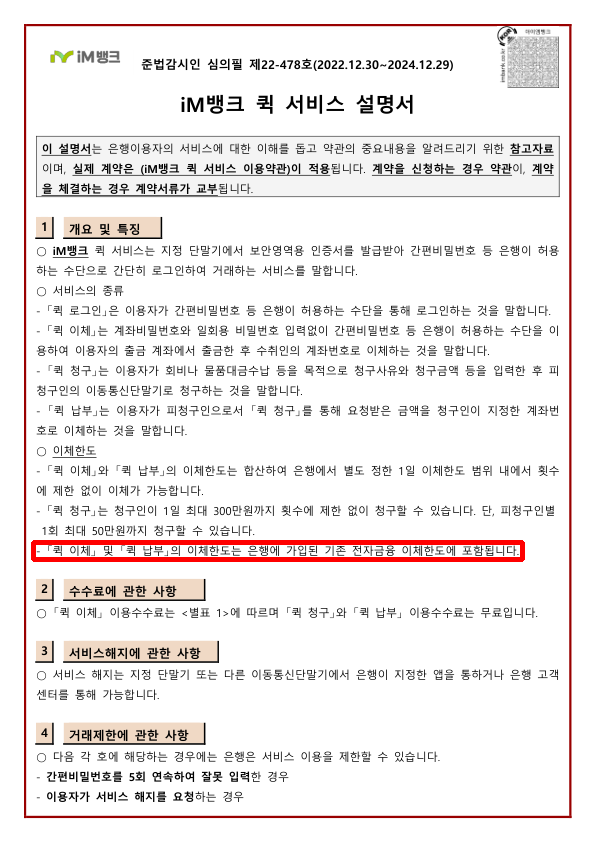 iM뱅크
준법감시인 심의필 제22-478호(2022.12.30~2024.12.29)
아이엠뱅크
imbank.co.kr
iM뱅크 퀵 서비스 설명서
이 설명서는 은행이용자의 서비스에 대한 이해를 돕고 약관의 중요내용을 알려드리기 위한 참고자료
이며, 실제 계약은 (iM뱅크 퀵 서비스 이용약관)이 적용됩니다. 계약을 신청하는 경우 약관이, 계약
을 체결하는 경우 계약서류가 교부됩니다.
1 개요 및 특징
○ iM뱅크 퀵 서비스는 지정 단말기에서 보안영역용 인증서를 발급받아 간편비밀번호 등 은행이 허용
하는 수단으로 간단히 로그인하여 거래하는 서비스를 말합니다.
○ 서비스의 종류
- 「퀵 로그인」은 이용자가 간편비밀번호 등 은행이 허용하는 수단을 통해 로그인하는 것을 말합니다.
- 「퀵 이체」는 계좌비밀번호와 일회용 비밀번호 입력없이 간편비밀번호 등 은행이 허용하는 수단을 이
용하여 이용자의 출금 계좌에서 출금한 후 수취인의 계좌번호로 이체하는 것을 말합니다.
- 「퀵 청구」는 이용자가 회비나 물품대금수납 등을 목적으로 청구사유와 청구금액 등을 입력한 후 피
청구인의 이동통신단말기로 청구하는 것을 말합니다.
- 「퀵 납부」는 이용자가 피청구인으로서 「퀵 청구」를 통해 요청받은 금액을 청구인이 지정한 계좌번
호로 이체하는 것을 말합니다.
○ 이체한도
- 「퀵 이체」와 「퀵 납부」의 이체한도는 합산하여 은행에서 별도 정한 1일 이체한도 범위 내에서 횟수
에 제한 없이 이체가 가능합니다.
- 「퀵 청구」는 청구인이 1일 최대 300만원까지 횟수에 제한 없이 청구할 수 있습니다. 단, 피청구인별
1회 최대 50만원까지 청구할 수 있습니다.
- 「퀵 이체」 및 「퀵 납부」의 이체한도는 은행에 가입된 기존 전자금융 이체한도에 포함됩니다.
2 수수료에 관한 사항
○ 「퀵 이체」 이용수수료는 <별표 1>에 따르며 「퀵 청구」와 「퀵 납부」 이용수수료는 무료입니다.
3 서비스해지에 관한 사항
○ 서비스 해지는 지정 단말기 또는 다른 이동통신단말기에서 은행이 지정한 앱을 통하거나 은행 고객
센터를 통해 가능합니다.
4 거래제한에 관한 사항
○ 다음 각 호에 해당하는 경우에는 은행은 서비스 이용을 제한할 수 있습니다.
- 간편비밀번호를 5회 연속하여 잘못 입력한 경우
- 이용자가 서비스 해지를 요청하는 경우